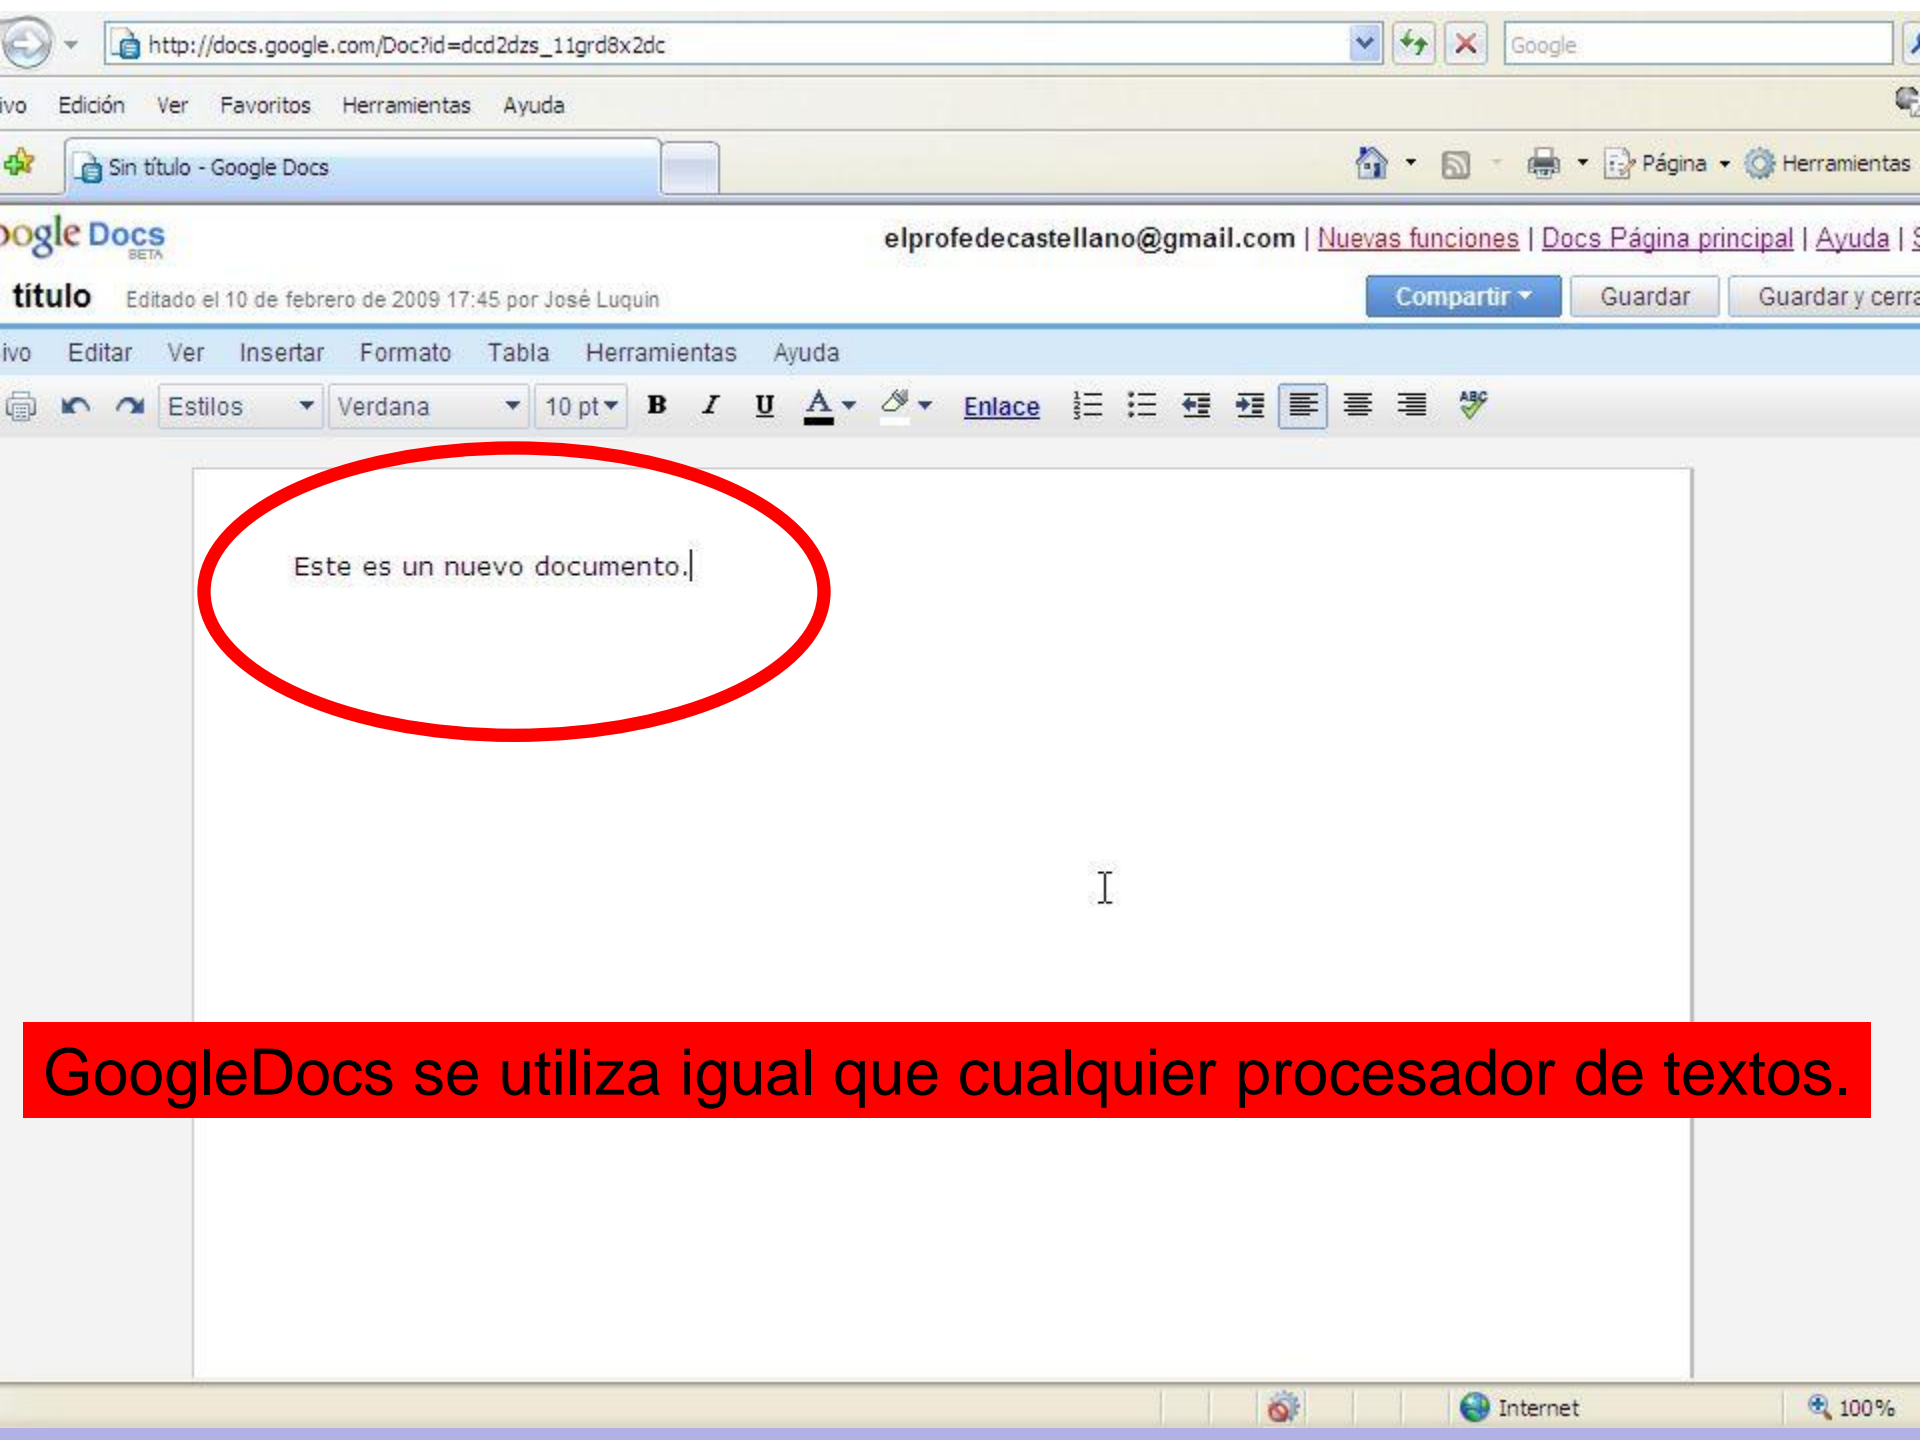 http://docs.google.com/Doc?id=dcd2dzs_11grd8x2dc Google
ivo Edición Ver Favoritos Herramientas Ayuda
Sin título - Google Docs Página Herramientas
oogle Docs elprofedecastellano@gmail.com | Nuevas funciones | Docs Página principal | Ayuda | S
BETA
título Editado el 10 de febrero de 2009 17:45 por José Luquin Compartir Guardar Guardar y cerra
ivo Editar Ver Insertar Formato Tabla Herramientas Ayuda
Estilos Verdana 10 pt B I U A Enlace ABC
Este es un nuevo documento.
GoogleDocs se utiliza igual que cualquier procesador de textos.
Internet 100%